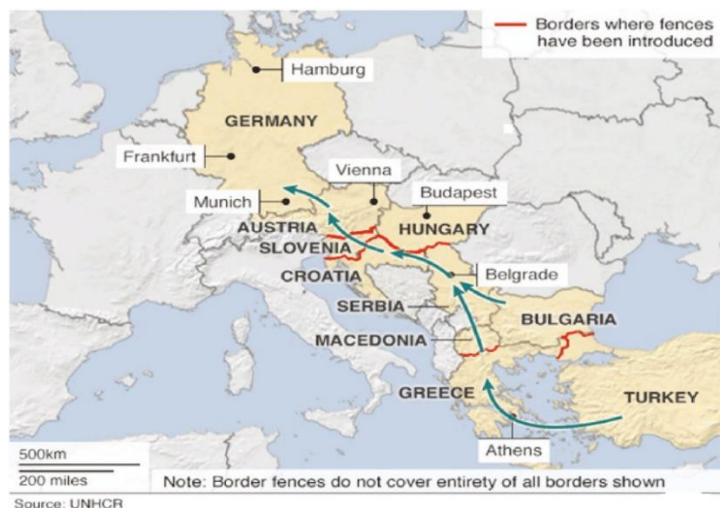 Borders where fences
have been introduced
Hamburg
GERMANY
Frankfurt
Vienna
Munich
Budapest
AUSTRIA
HUNGARY
SLOVENIA
CROATIA
Belgrade
SERBIA
BULGARIA
MACEDONIA
GREECE
TURKEY
Athens
500km
200 miles
Note: Border fences do not cover entirety of all borders shown
Source: UNHCR